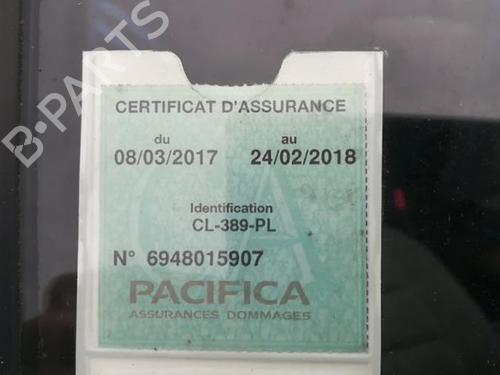 B-PARTS
CERTIFICAT D'ASSURANCE
du au
08/03/2017 24/02/2018
Identification
CL-389-PL
N° 6948015907
PACIFICA
ASSURANCES DOMMAGES